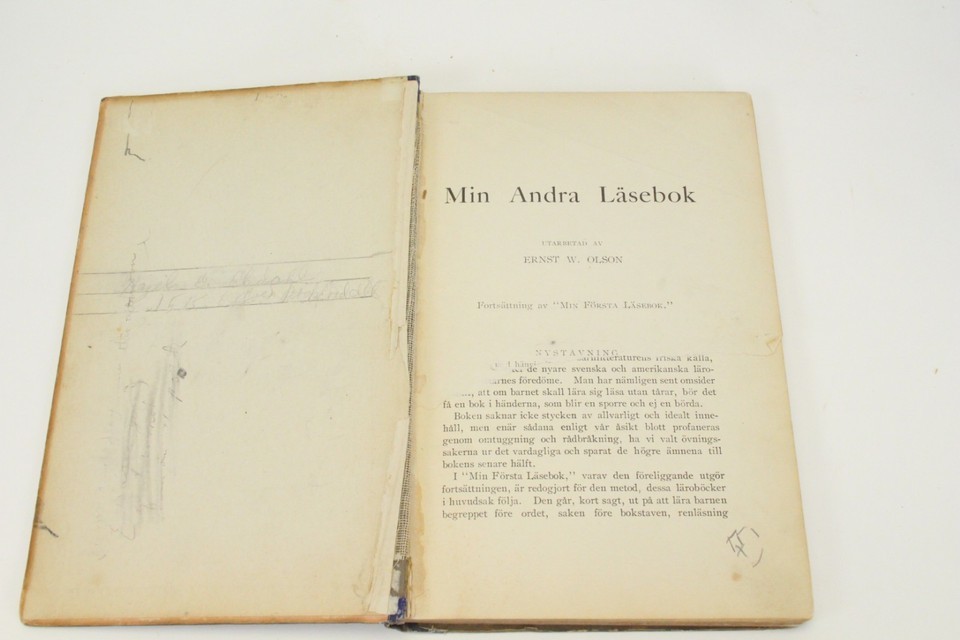 Min Andra Läsebok
UTARBETAD AV
ERNST W. OLSON
Fortsättning av "MIN FÖRSTA LÄSEBOK."
NYSTAVNING
friska källa,
de nyare svenska och amerikanska läro-
föredöme. Man har nämligen sent omsider
att om barnet skall lära sig läsa utan tårar, bör det
få en bok i händerna, som blir en sporre och ej en börda.
Boken saknar icke stycken av allvarligt och idealt inne-
håll, men enär sådana enligt vår åsikt blott profaneras
genom omtuggning och rådbråkning, ha vi valt övnings-
sakerna ur det vardagliga och sparat de högre ämnena till
bokens senare hälft.
I "Min Första Läsebok," varav den föreliggande utgör
fortsättningen, är redogjort för den metod, dessa läroböcker
i huvudsak följa. Den går, kort sagt, ut på att lära barnen
begreppet före ordet, saken före bokstaven, renläsning